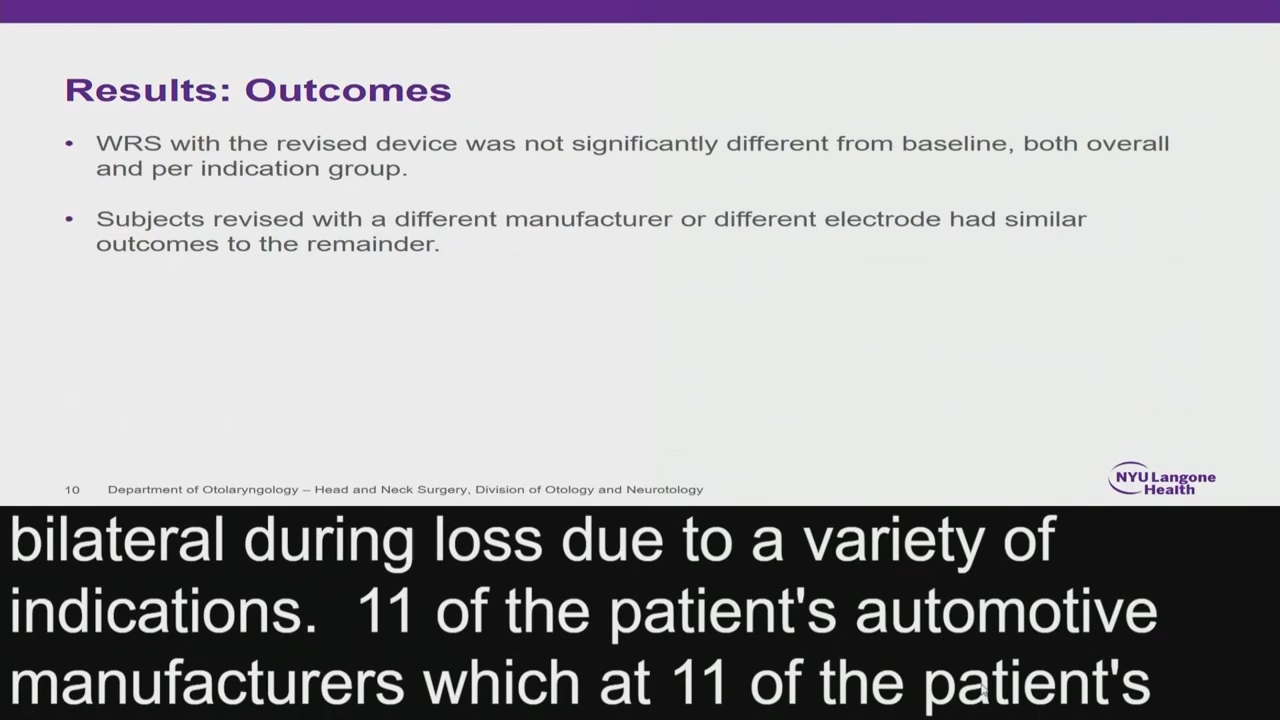 Results: Outcomes
• WRS with the revised device was not significantly different from baseline, both overall
and per indication group.
• Subjects revised with a different manufacturer or different electrode had similar
outcomes to the remainder.
10 Department of Otolaryngology – Head and Neck Surgery, Division of Otology and Neurotology
NYU Langone
Health
bilateral during loss due to a variety of
indications.  11 of the patient's automotive
manufacturers which at 11 of the patient's